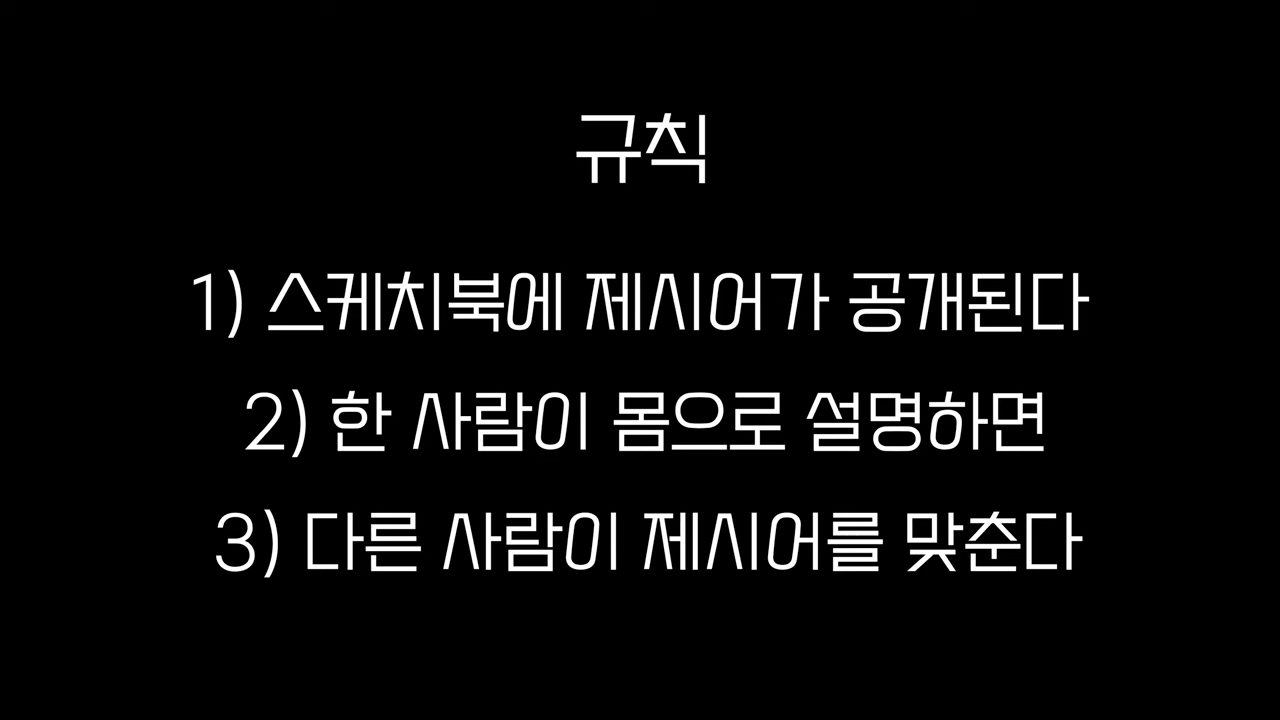 규칙
1) 스케치북에 제시어가 공개된다
2) 한 사람이 몸으로 설명하면
3) 다른 사람이 제시어를 맞춘다